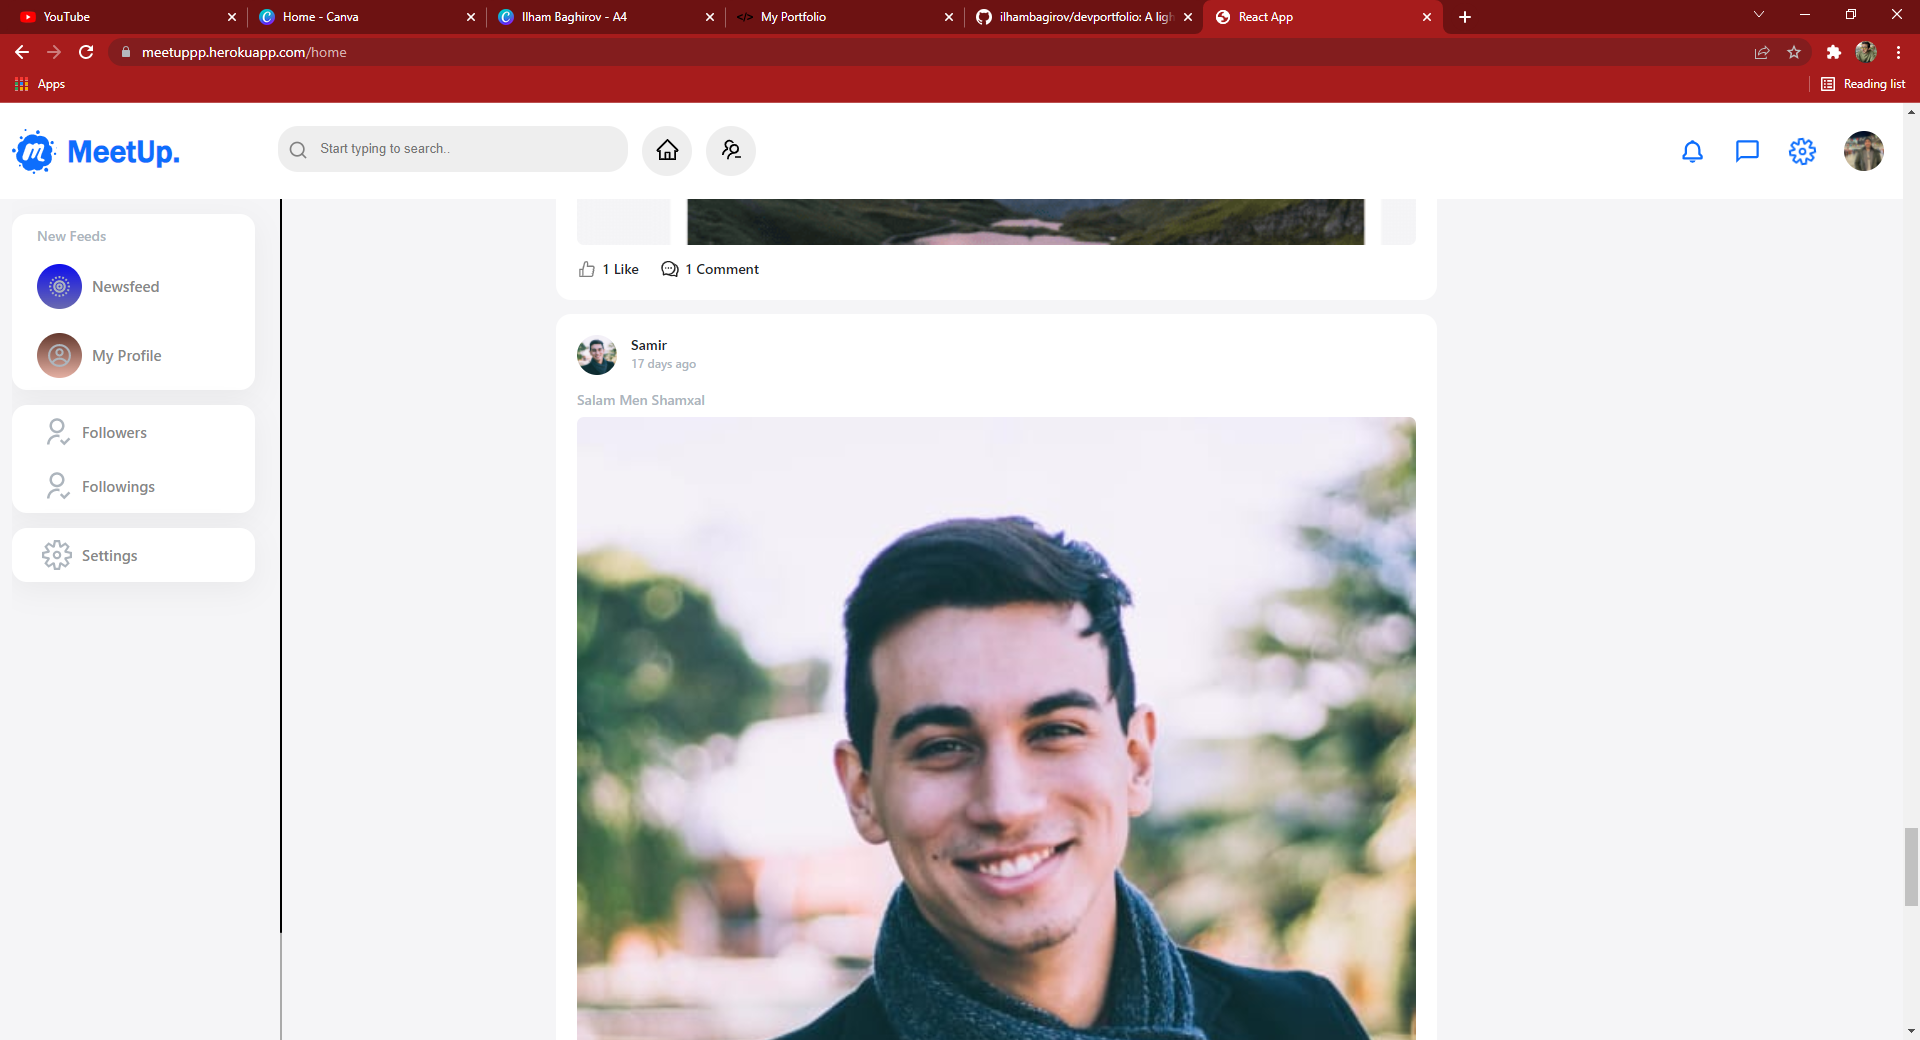 YouTube
Home - Canva
Ilham Baghirov - A4
My Portfolio
ilhambagirov/devportfolio: A ligh
React App
meetuppp.herokuapp.com/home
Apps
Reading list
m MeetUp.
Start typing to search..
New Feeds
Newsfeed
My Profile
Followers
Followings
Settings
1 Like 1 Comment
Samir
17 days ago
Salam Men Shamxal